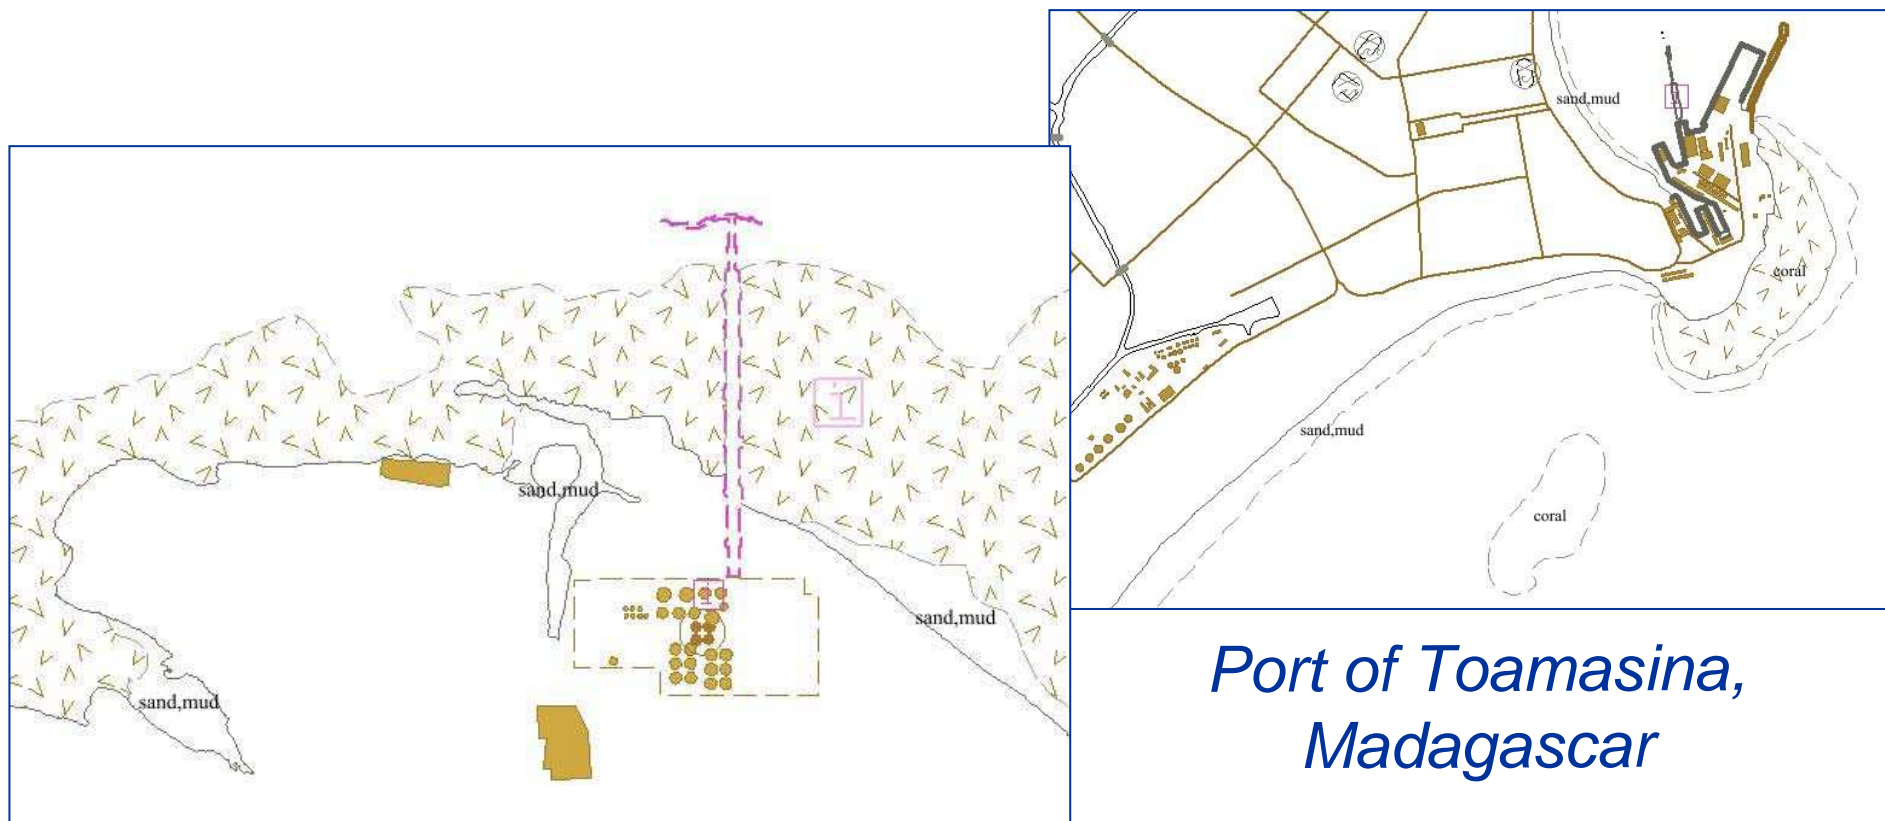 sand,mud
coral
sand,mud
coral
i
sand,mud
i
sand,mud
sand,mud
Port of Toamasina,
Madagascar